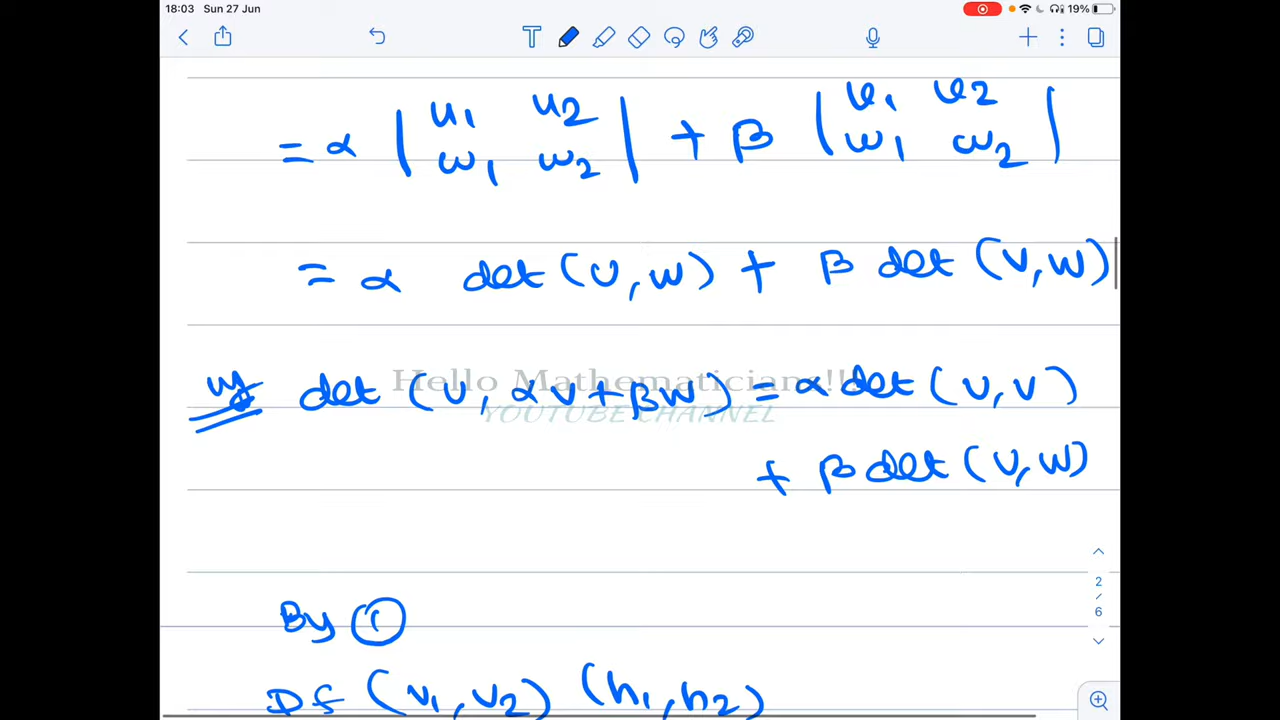 18:03 Sun 27 Jun 19%
T
= α | u1 u2 | + β | v1 v2 |
| w1 w2 | | w1 w2 |
= α det (U, W) + β det (V, W)
lly det (U, αV + βW) = α det (U, V)
+ β det (U, W)
Hello Mathematicians!!
YOUTUBE CHANNEL
By ①
Df (v1, v2) (h1, h2)
2
/
6